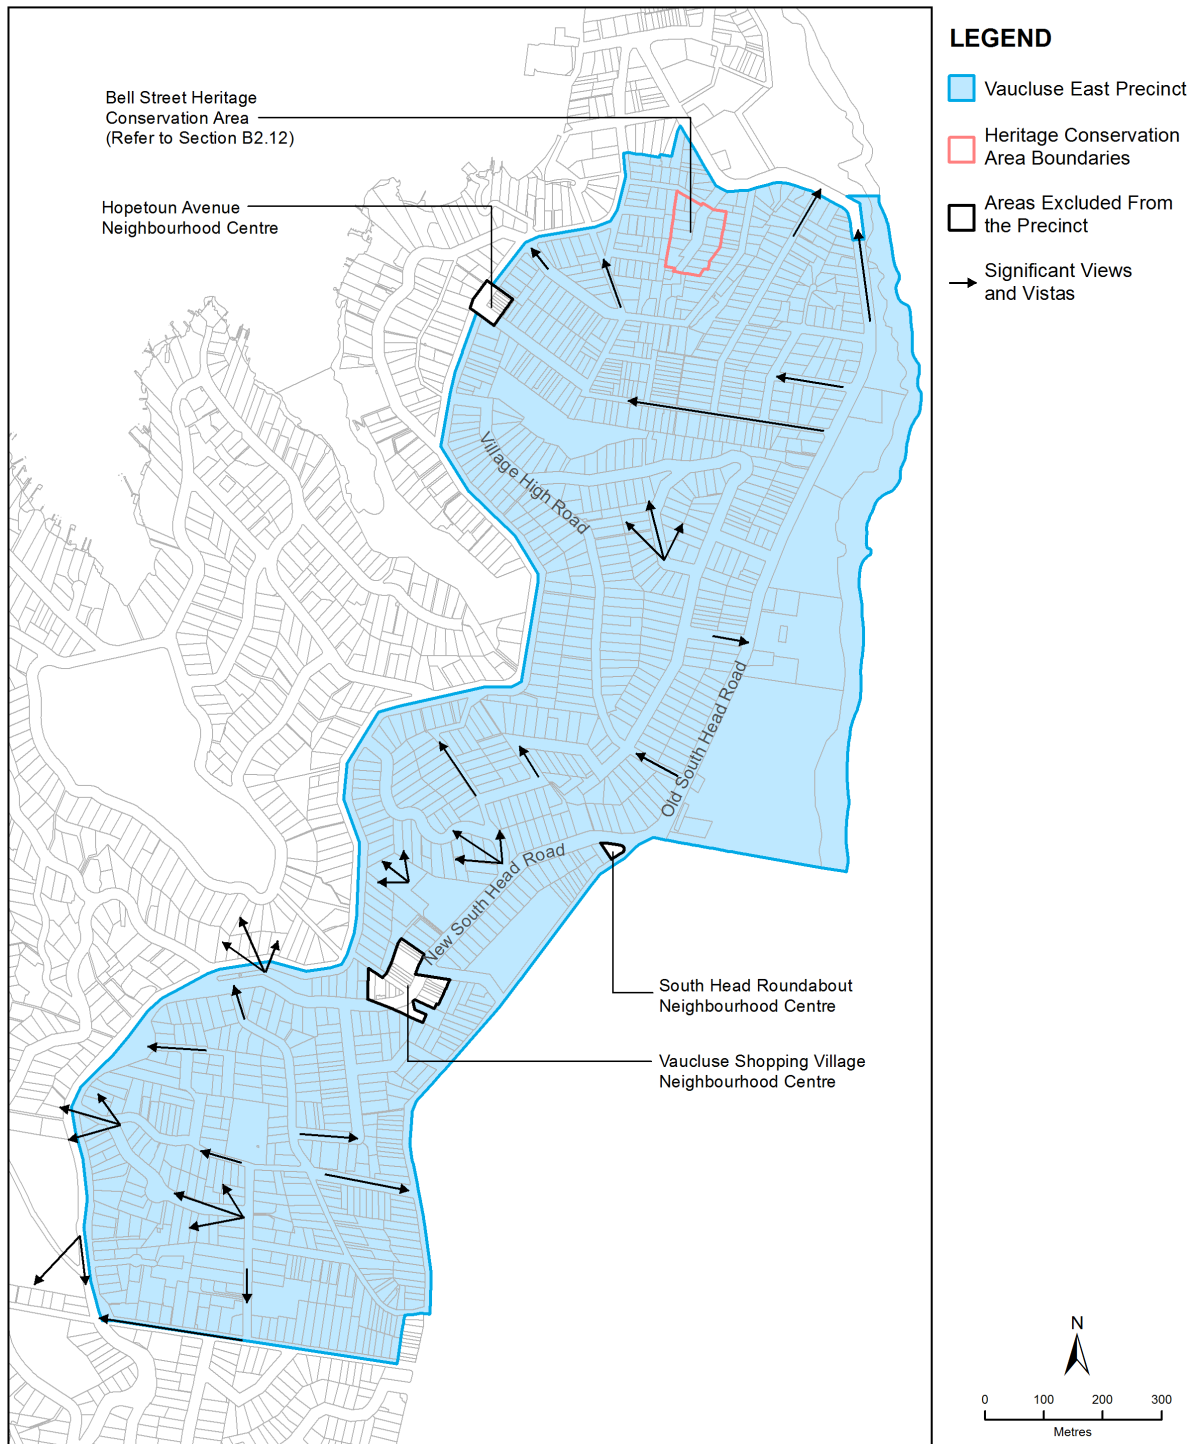 LEGEND
Vaucluse East Precinct
Heritage Conservation
Area Boundaries
Areas Excluded From
the Precinct
Significant Views
and Vistas
Bell Street Heritage
Conservation Area
(Refer to Section B2.12)
Hopetoun Avenue
Neighbourhood Centre
Village High Road
Old South Head Road
New South Head Road
South Head Roundabout
Neighbourhood Centre
Vaucluse Shopping Village
Neighbourhood Centre
N
0 100 200 300
Metres